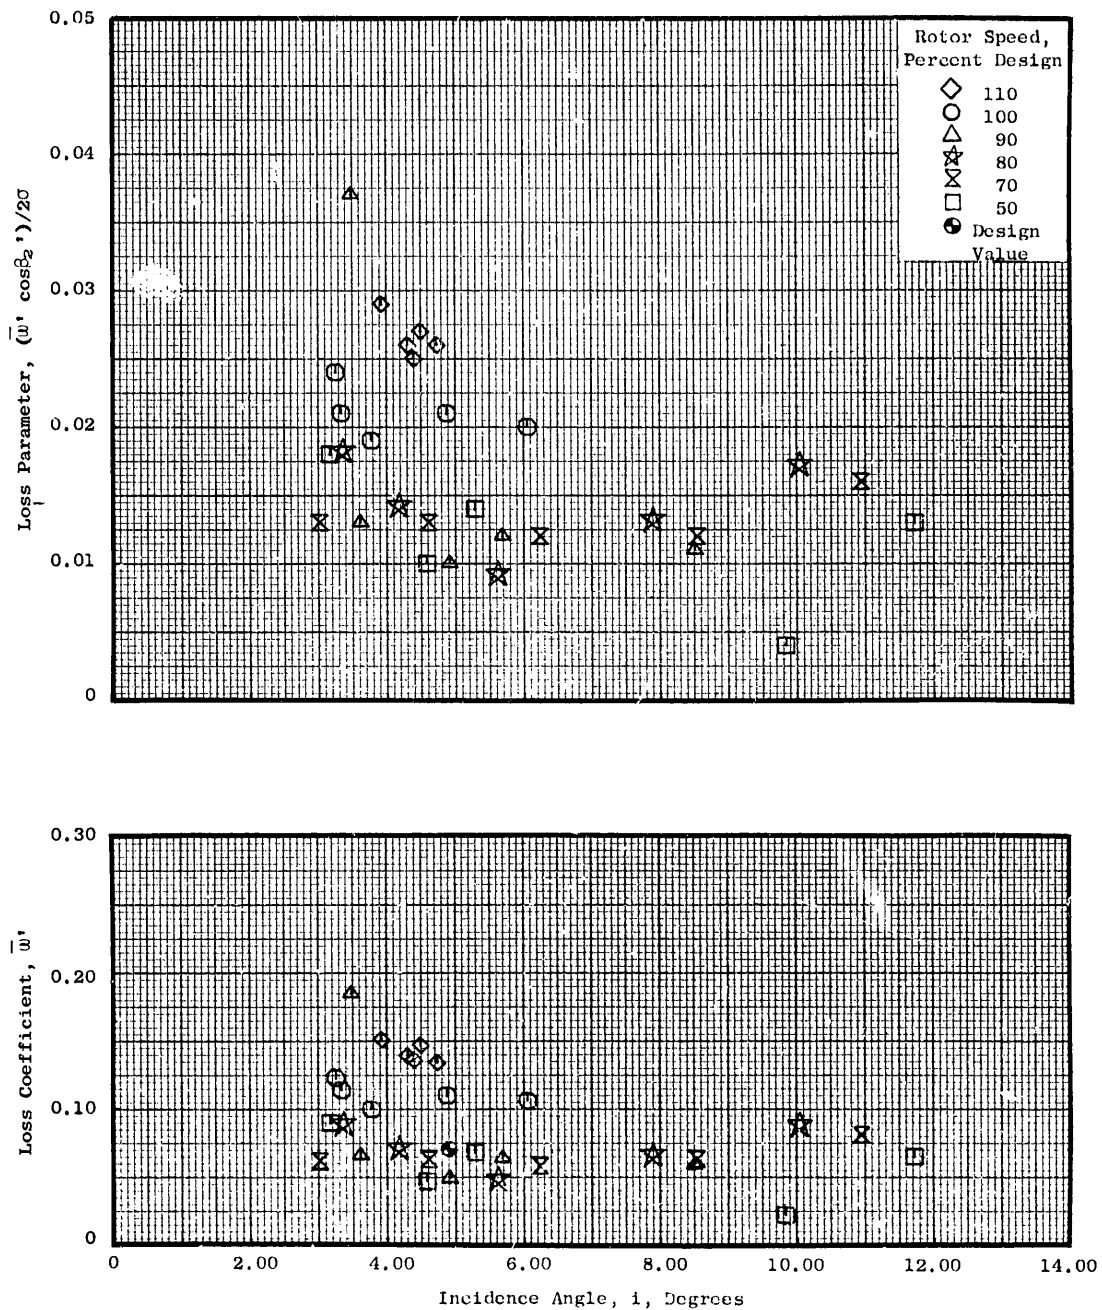 0.05
0.04
0.03
0.02
0.01
0
Loss Parameter, (ω̅' cosβ₂')/2σ
Rotor Speed,
Percent Design
110
100
90
80
70
50
Design
Value
0.30
0.20
0.10
0
Loss Coefficient, ω̅'
0 2.00 4.00 6.00 8.00 10.00 12.00 14.00
Incidence Angle, i, Degrees